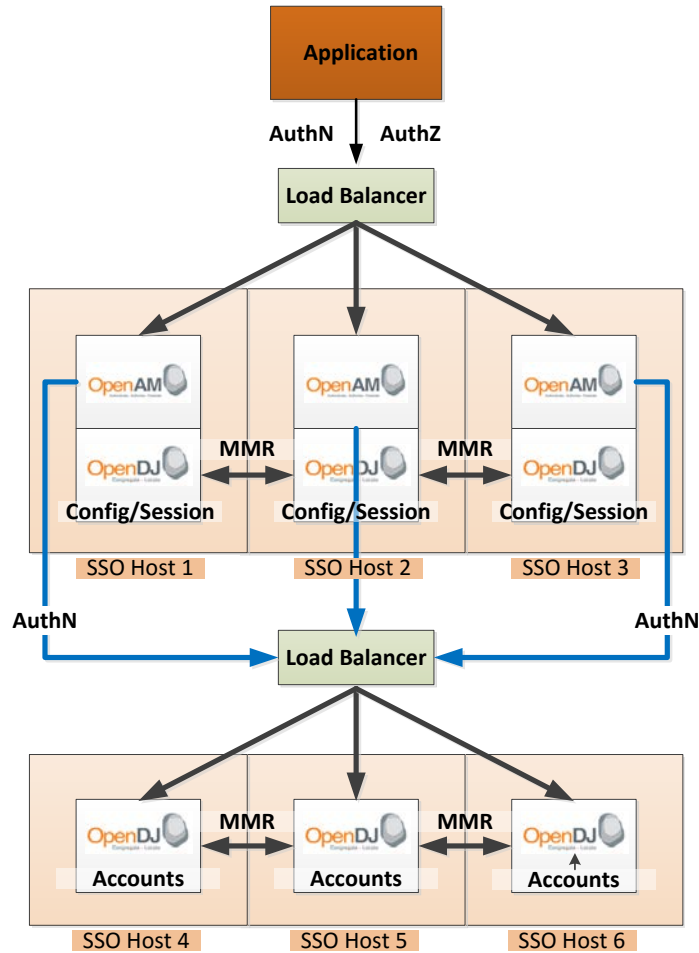 Application
AuthN AuthZ
Load Balancer
OpenAM OpenAM OpenAM
MMR MMR
OpenDJ OpenDJ OpenDJ
Config/Session Config/Session Config/Session
SSO Host 1 SSO Host 2 SSO Host 3
AuthN AuthN
Load Balancer
MMR MMR
OpenDJ OpenDJ OpenDJ
Accounts Accounts Accounts
SSO Host 4 SSO Host 5 SSO Host 6